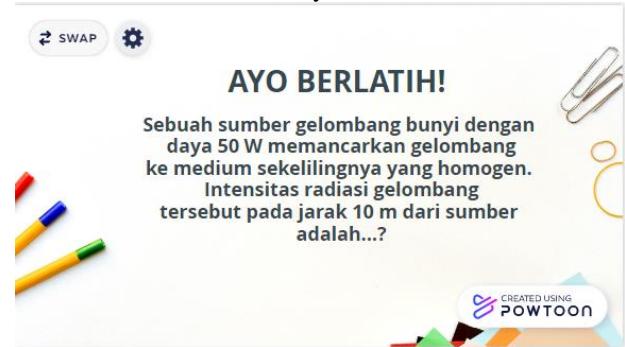 SWAP
AYO BERLATIH!
Sebuah sumber gelombang bunyi dengan
daya 50 W memancarkan gelombang
ke medium sekelilingnya yang homogen.
Intensitas radiasi gelombang
tersebut pada jarak 10 m dari sumber
adalah...?
CREATED USING
POWTOON